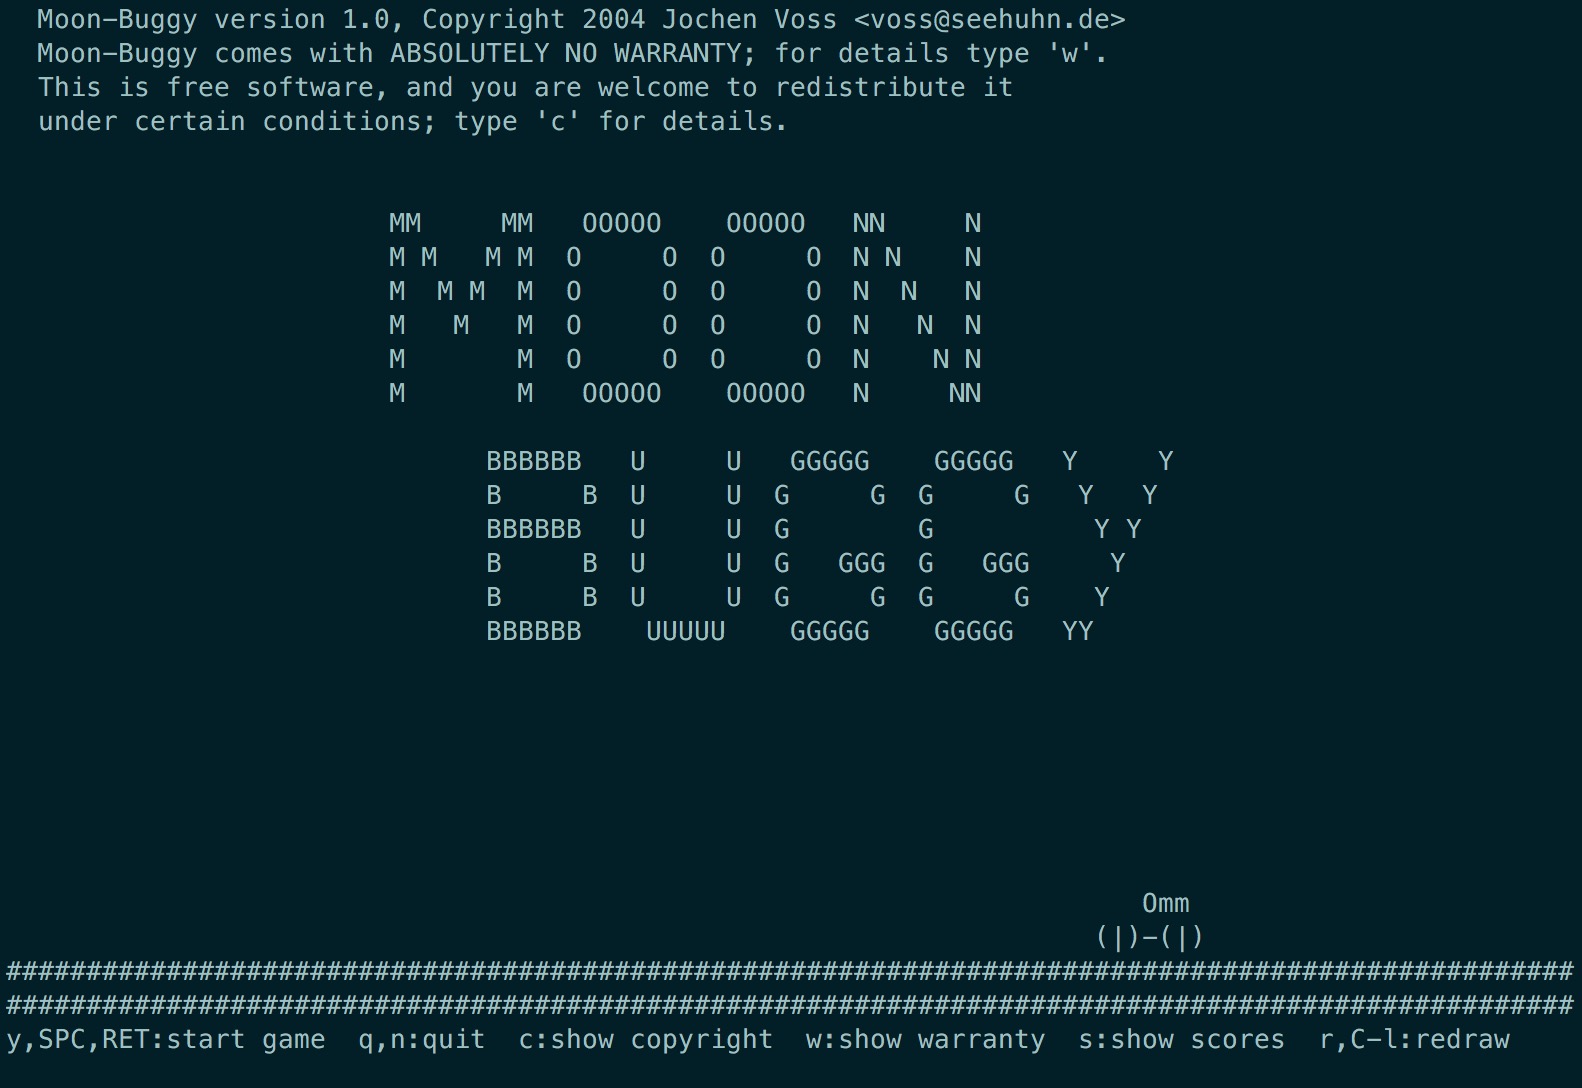 Moon-Buggy version 1.0, Copyright 2004 Jochen Voss <voss@seehuhn.de>
Moon-Buggy comes with ABSOLUTELY NO WARRANTY; for details type 'w'.
This is free software, and you are welcome to redistribute it
under certain conditions; type 'c' for details.
MM     MM   OOOOO    OOOOO   NN     N
M M   M M  O     O  O     O  N N    N
M  M M  M  O     O  O     O  N  N   N
M   M   M  O     O  O     O  N   N  N
M       M  O     O  O     O  N    N N
M       M   OOOOO    OOOOO   N     NN
BBBBBB   U     U   GGGGG    GGGGG   Y     Y
B     B  U     U  G     G  G     G   Y   Y
BBBBBB   U     U  G        G          Y Y
B     B  U     U  G   GGG  G   GGG     Y
B     B  U     U  G     G  G     G    Y
BBBBBB    UUUUU    GGGGG    GGGGG   YY
Omm
(|)-(|)
##################################################################################################
##################################################################################################
y,SPC,RET:start game  q,n:quit  c:show copyright  w:show warranty  s:show scores  r,C-l:redraw